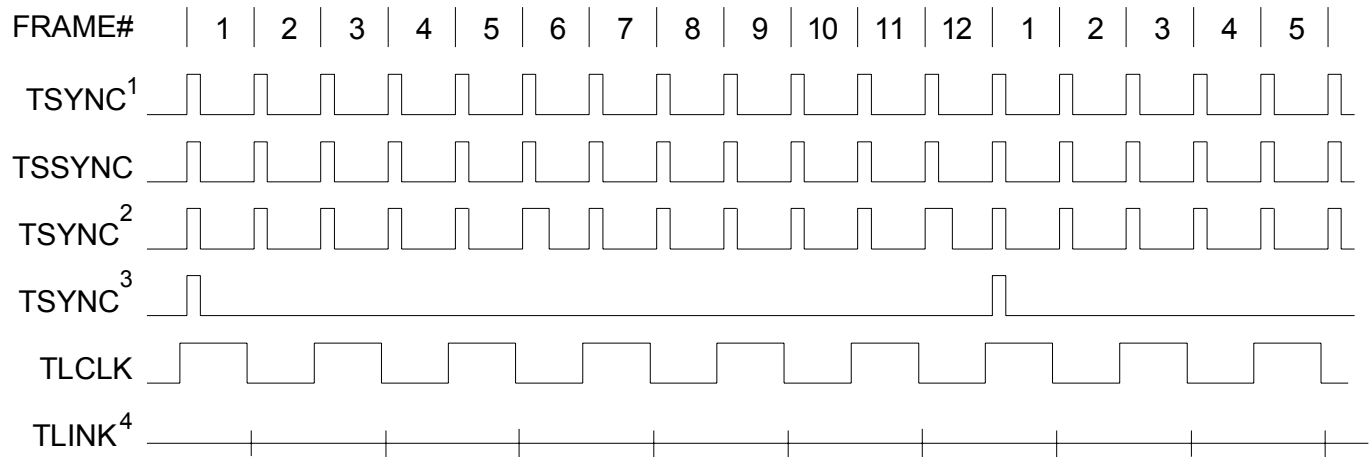 FRAME# 1 2 3 4 5 6 7 8 9 10 11 12 1 2 3 4 5
TSYNC¹
TSSYNC
TSYNC²
TSYNC³
TLCLK
TLINK⁴